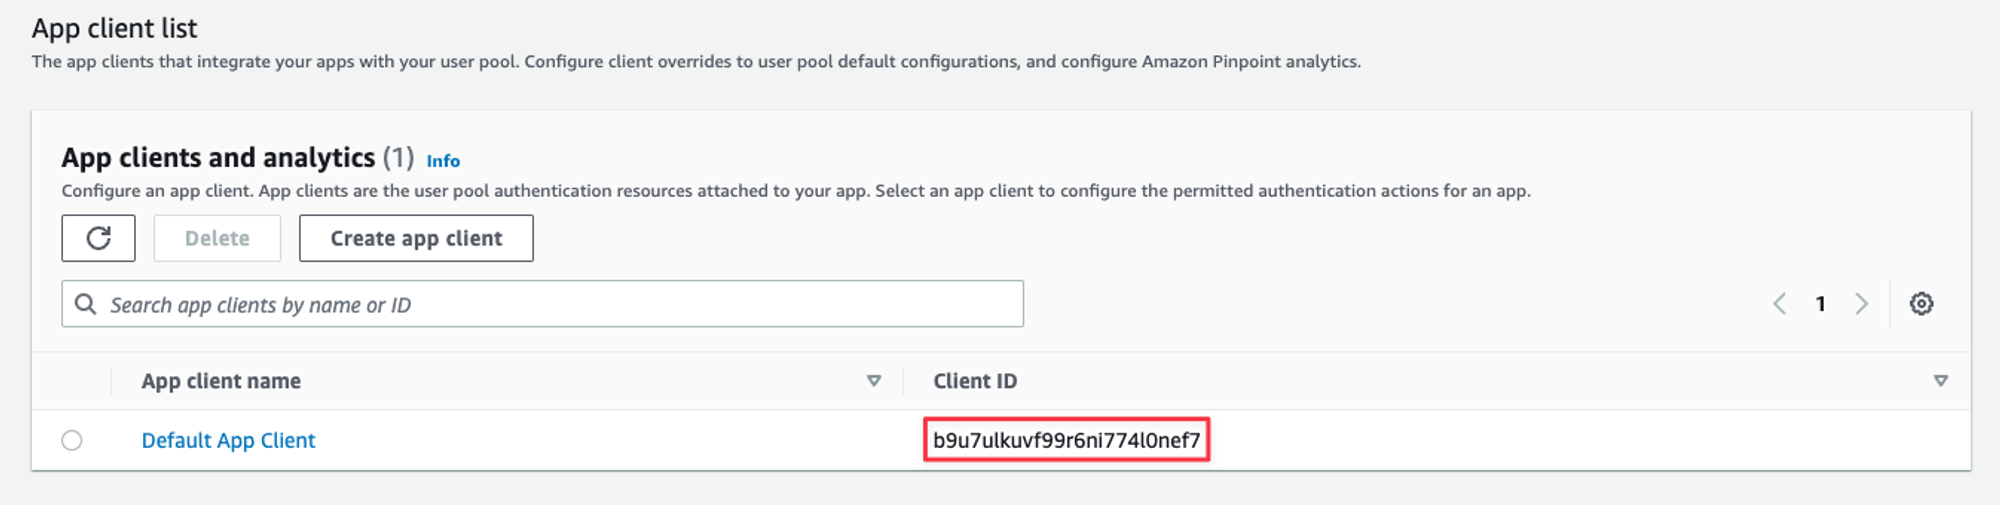 App client list
The app clients that integrate your apps with your user pool. Configure client overrides to user pool default configurations, and configure Amazon Pinpoint analytics.
App clients and analytics (1) Info
Configure an app client. App clients are the user pool authentication resources attached to your app. Select an app client to configure the permitted authentication actions for an app.
Delete Create app client
Search app clients by name or ID 1
App client name Client ID
Default App Client b9u7ulkuvf99r6ni774l0nef7